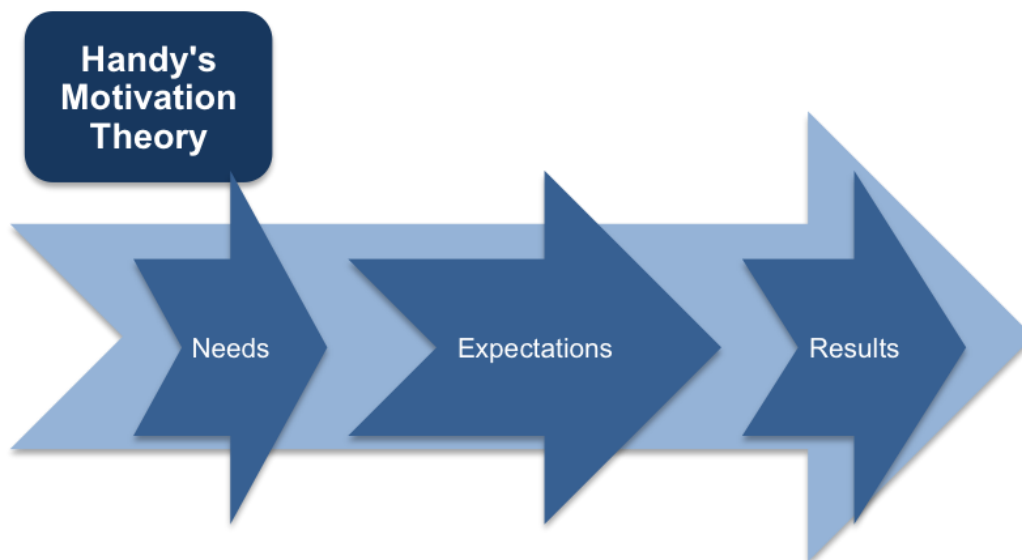 Handy's
Motivation
Theory
Needs
Expectations
Results